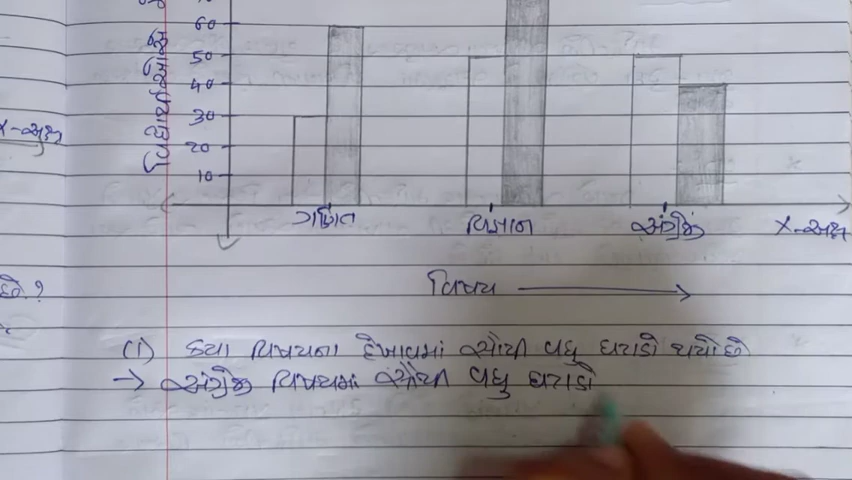 60
50
40
30
20
10
ગણિત વિજ્ઞાન અંગ્રેજી X-અક્ષ
X-અક્ષ
વિષય
(1) કયા વિષયના દેખાવમાં સૌથી વધુ ઘટાડો થયો છે
→ અંગ્રેજી વિષયમાં સૌથી વધુ ઘટાડો